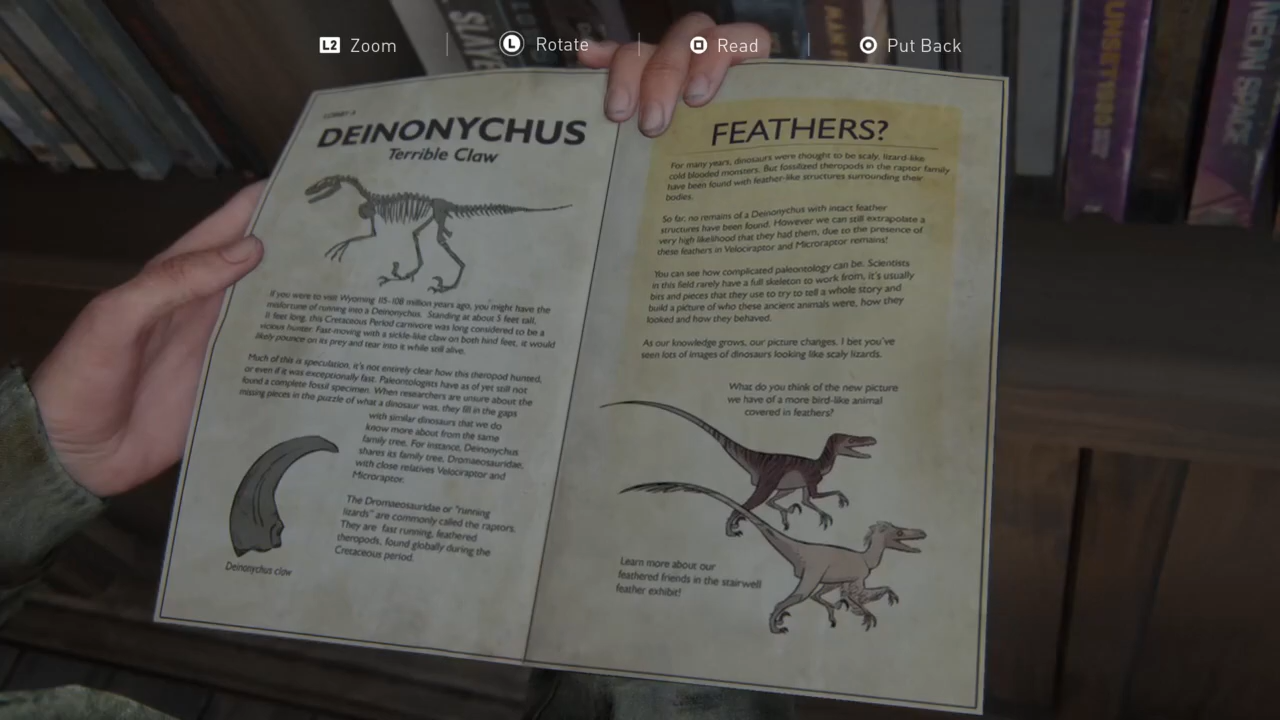 L2 Zoom
L Rotate
Read
Put Back
SLAVE
NEON SPACE
DEINONYCHUS
Terrible Claw
If you were to visit Wyoming 115-108 million years ago, you might have the
misfortune of running into a Deinonychus. Standing at about 5 feet tall,
11 feet long, this Cretaceous Period carnivore was long considered to be a
vicious hunter. Fast-moving with a sickle-like claw on both hind feet, it would
likely pounce on its prey and tear into it while still alive.
Much of this is speculation, it's not entirely clear how this theropod hunted,
or even if it was exceptionally fast. Paleontologists have as of yet still not
found a complete fossil specimen. When researchers are unsure about the
missing pieces in the puzzle of what a dinosaur was, they fill in the gaps
with similar dinosaurs that we do
know more about from the same
family tree. For instance, Deinonychus
shares its family tree, Dromaeosauridae,
with close relatives Velociraptor and
Microraptor.
The Dromaeosauridae or "running
lizards" are commonly called the raptors.
They are fast running, feathered
theropods, found globally during the
Cretaceous period.
Deinonychus claw
FEATHERS?
For many years, dinosaurs were thought to be scaly, lizard-like
cold blooded monsters. But fossilized theropods in the raptor family
have been found with feather-like structures surrounding their
bodies.
So far, no remains of a Deinonychus with intact feather
structures have been found. However we can still extrapolate a
very high likelihood that they had them, due to the presence of
these feathers in Velociraptor and Microraptor remains!
You can see how complicated paleontology can be. Scientists
in this field rarely have a full skeleton to work from, it's usually
bits and pieces that they use to try to tell a whole story and
build a picture of who these ancient animals were, how they
looked and how they behaved.
As our knowledge grows, our picture changes. I bet you've
seen lots of images of dinosaurs looking like scaly lizards.
What do you think of the new picture
we have of a more bird-like animal
covered in feathers?
Learn more about our
feathered friends in the stairwell
feather exhibit!